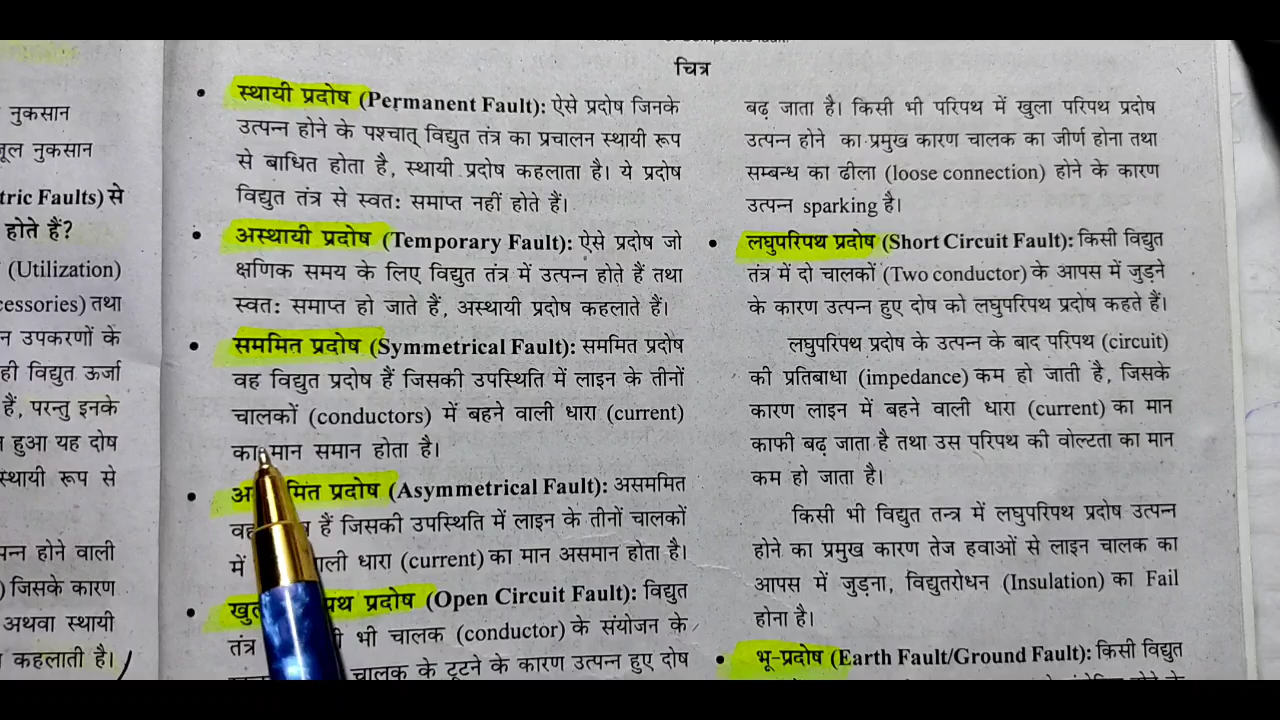 नुकसान
नुकसान
tric Faults) से
होते हैं?
(Utilization)
cessories) तथा
न उपकरणों के
ही विद्युत ऊर्जा
हैं, परन्तु इनके
हुआ यह दोष
स्थायी रूप से
पन्न होने वाली
) जिसके कारण
अथवा स्थायी
कहलाती है।
चित्र
• स्थायी प्रदोष (Permanent Fault): ऐसे प्रदोष जिनके
उत्पन्न होने के पश्चात् विद्युत तंत्र का प्रचालन स्थायी रूप
से बाधित होता है, स्थायी प्रदोष कहलाता है। ये प्रदोष
विद्युत तंत्र से स्वत: समाप्त नहीं होते हैं।
• अस्थायी प्रदोष (Temporary Fault): ऐसे प्रदोष जो
क्षणिक समय के लिए विद्युत तंत्र में उत्पन्न होते हैं तथा
स्वत: समाप्त हो जाते हैं, अस्थायी प्रदोष कहलाते हैं।
• सममित प्रदोष (Symmetrical Fault): सममित प्रदोष
वह विद्युत प्रदोष हैं जिसकी उपस्थिति में लाइन के तीनों
चालकों (conductors) में बहने वाली धारा (current)
का मान समान होता है।
• प्रदोष (Asymmetrical Fault): असममित
वह हैं जिसकी उपस्थिति में लाइन के तीनों चालकों
में वाली धारा (current) का मान असमान होता है।
• प्रदोष (Open Circuit Fault): विद्युत
तंत्र भी चालक (conductor) के संयोजन के
चालक के टूटने के कारण उत्पन्न हुए दोष
बढ़ जाता है। किसी भी परिपथ में खुला परिपथ प्रदोष
उत्पन्न होने का प्रमुख कारण चालक का जीर्ण होना तथा
सम्बन्ध का ढीला (loose connection) होने के कारण
उत्पन्न sparking है।
• लघुपरिपथ प्रदोष (Short Circuit Fault): किसी विद्युत
तंत्र में दो चालकों (Two conductor) के आपस में जुड़ने
के कारण उत्पन्न हुए दोष को लघुपरिपथ प्रदोष कहते हैं।
लघुपरिपथ प्रदोष के उत्पन्न के बाद परिपथ (circuit)
की प्रतिबाधा (impedance) कम हो जाती है, जिसके
कारण लाइन में बहने वाली धारा (current) का मान
काफी बढ़ जाता है तथा उस परिपथ की वोल्टता का मान
कम हो जाता है।
किसी भी विद्युत तन्त्र में लघुपरिपथ प्रदोष उत्पन्न
होने का प्रमुख कारण तेज हवाओं से लाइन चालक का
आपस में जुड़ना, विद्युतरोधन (Insulation) का Fail
होना है।
• भू-प्रदोष (Earth Fault/Ground Fault): किसी विद्युत